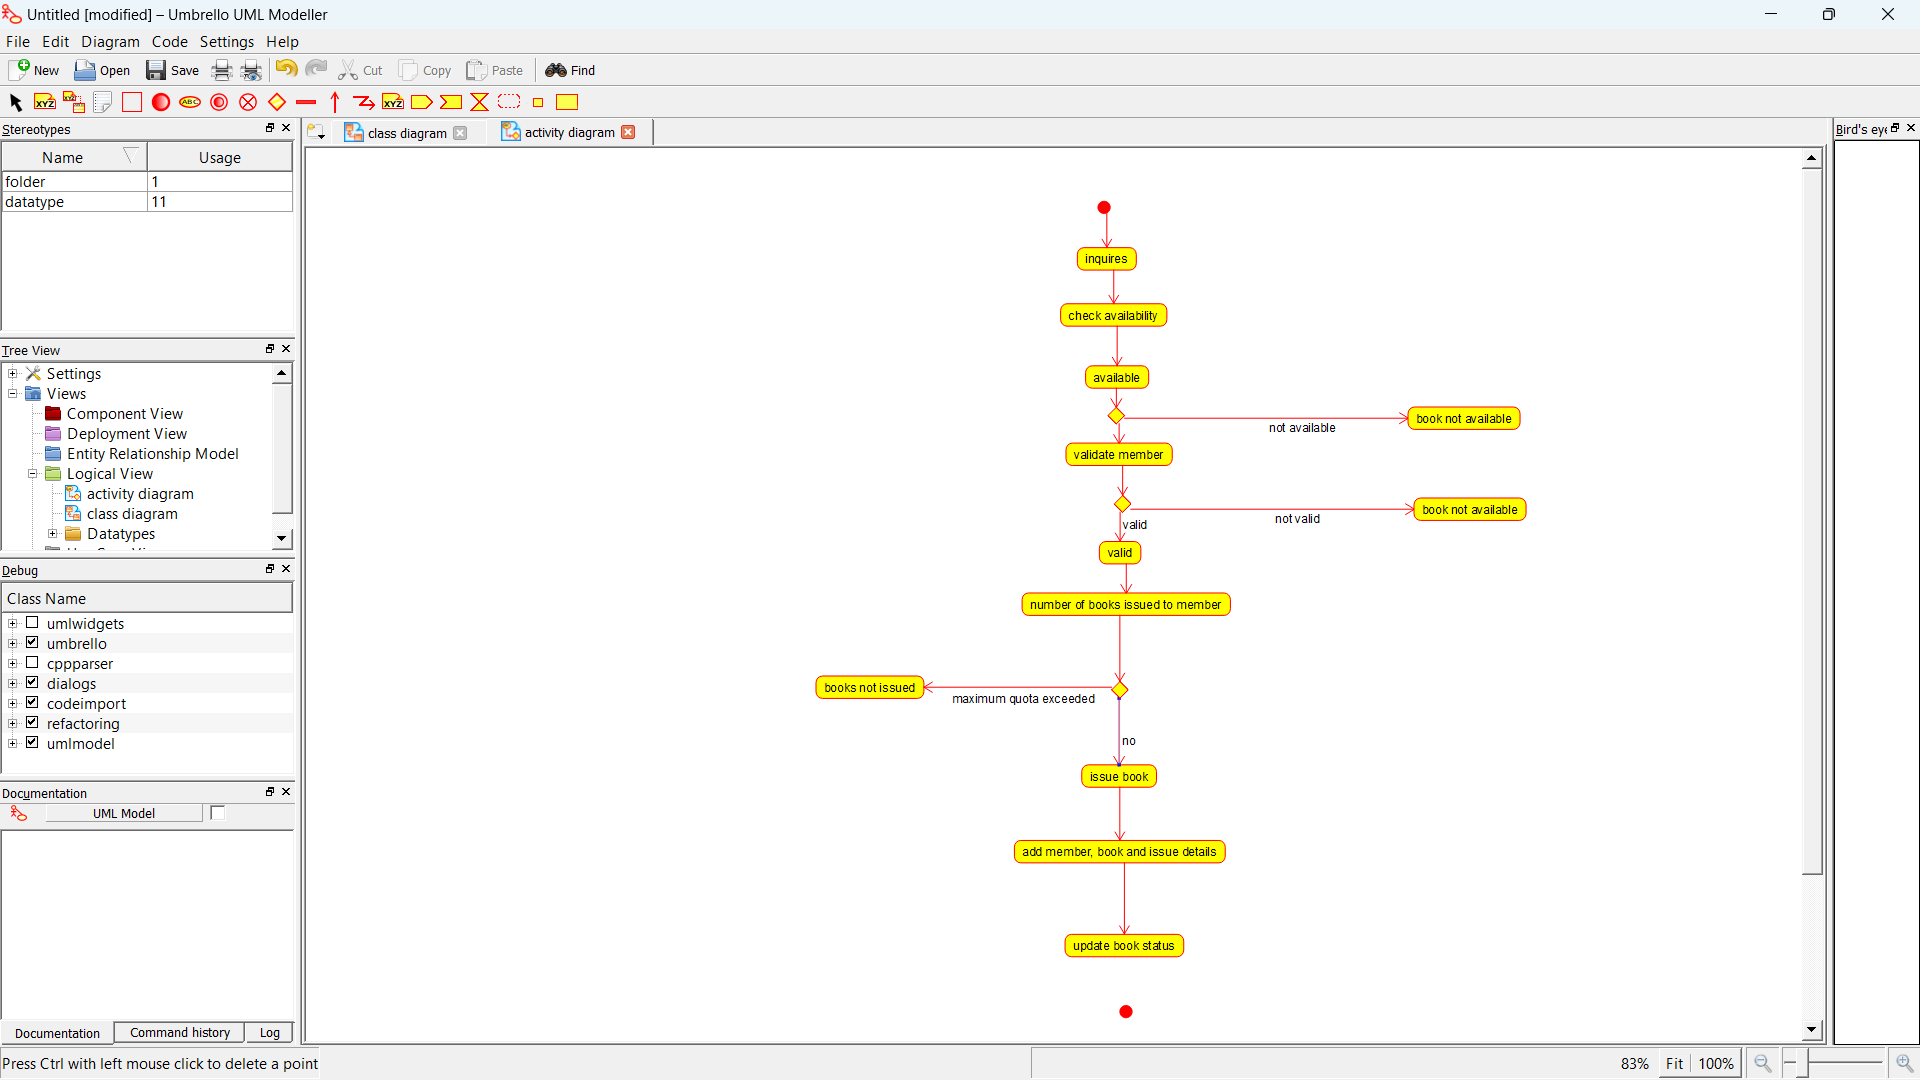 Untitled [modified] – Umbrello UML Modeller
File Edit Diagram Code Settings Help
New Open Save Cut Copy Paste Find
XYZ XYZ ABC XYZ
Stereotypes
class diagram activity diagram
Bird's eye
Name Usage
folder 1
datatype 11
Tree View
Settings
Views
Component View
Deployment View
Entity Relationship Model
Logical View
activity diagram
class diagram
Datatypes
Debug
Class Name
umlwidgets
umbrello
cppparser
dialogs
codeimport
refactoring
umlmodel
Documentation
UML Model
Documentation Command history Log
inquires
check availability
available
book not available
not available
validate member
book not available
not valid
valid
valid
number of books issued to member
books not issued
maximum quota exceeded
no
issue book
add member, book and issue details
update book status
Press Ctrl with left mouse click to delete a point
83% Fit 100%